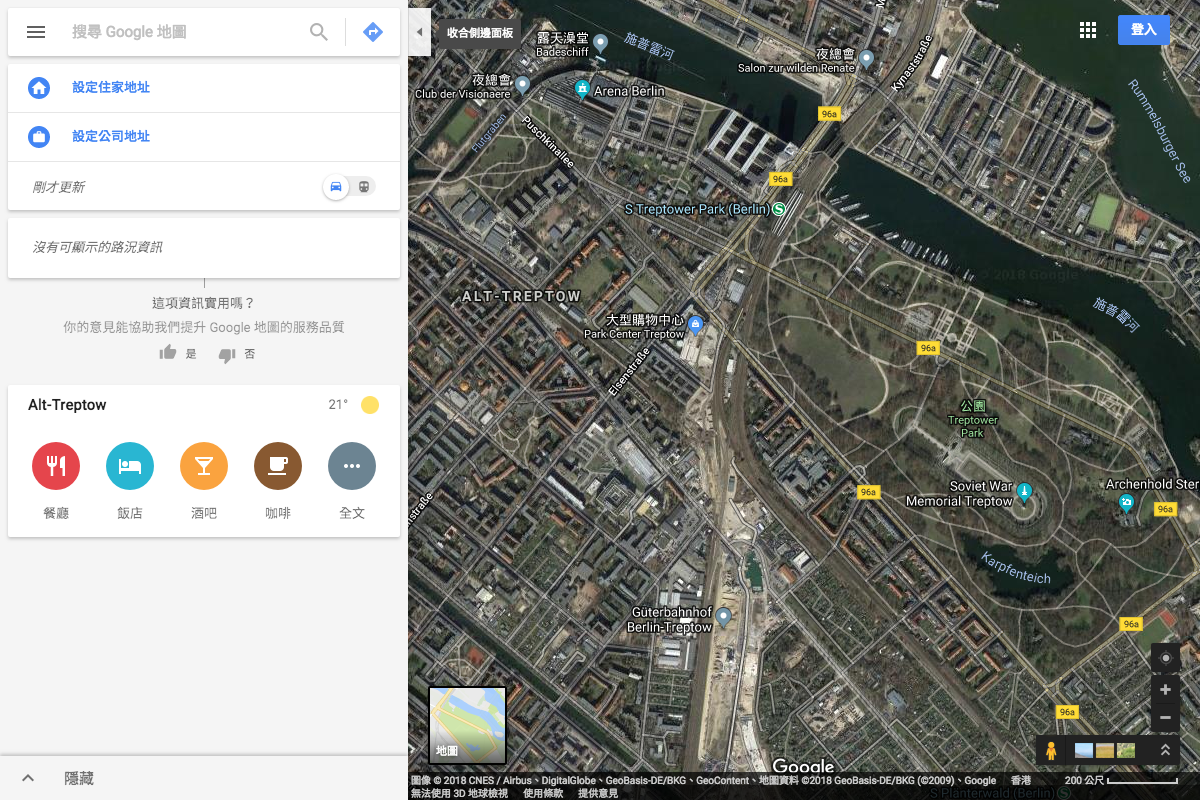 搜尋 Google 地圖
設定住家地址
設定公司地址
剛才更新
沒有可顯示的路況資訊
這項資訊實用嗎？
你的意見能協助我們提升 Google 地圖的服務品質
是
否
Alt-Treptow
21°
餐廳
飯店
酒吧
咖啡
全文
隱藏
收合側邊面板
登入
露天澡堂
Badeschiff
施普雷河
夜總會
Salon zur wilden Renate
Kynaststraße
夜總會
Club der Visionaere
Arena Berlin
96a
Rummelsburger See
Flutgraben
Puschkinallee
96a
S Treptower Park (Berlin)
S
© 2018 Google
ALT-TREPTOW
施普雷河
大型購物中心
Park Center Treptow
96a
Elsenstraße
公園
Treptower
Park
96a
Soviet War
Memorial Treptow
Archenhold Ster
96a
Karpfenteich
Güterbahnhof
Berlin-Treptow
96a
96a
地圖
Google
圖像 © 2018 CNES / Airbus、DigitalGlobe、GeoBasis-DE/BKG、GeoContent、地圖資料 ©2018 GeoBasis-DE/BKG (©2009)、Google
香港
200 公尺
無法使用 3D 地球檢視
使用條款
提供意見
S Planterwald (Berlin)
S